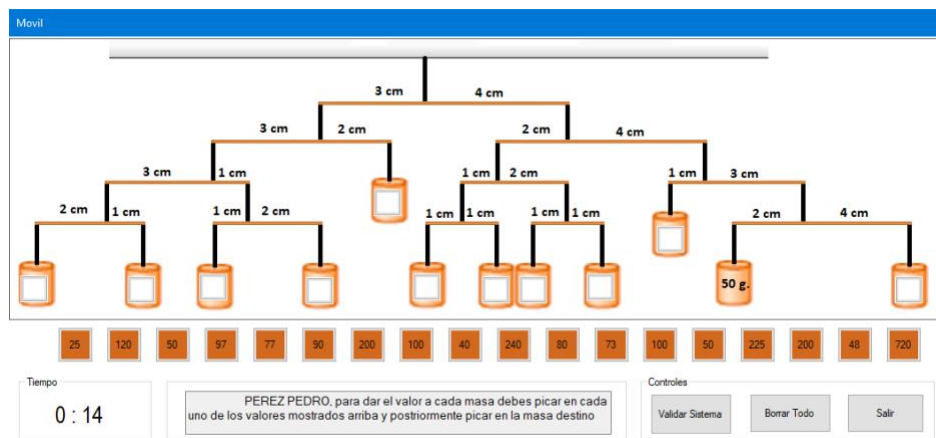 Movil
3 cm 4 cm
3 cm 2 cm 2 cm 4 cm
3 cm 1 cm 1 cm 2 cm 1 cm 3 cm
2 cm 1 cm 1 cm 2 cm 1 cm 1 cm 1 cm 1 cm 2 cm 4 cm
50 g.
25 120 50 97 77 90 200 100 40 240 80 73 100 50 225 200 48 720
Tiempo
0 : 14
PEREZ PEDRO, para dar el valor a cada masa debes picar en cada
uno de los valores mostrados arriba y postriormente picar en la masa destino
Controles
Validar Sistema Borrar Todo Salir